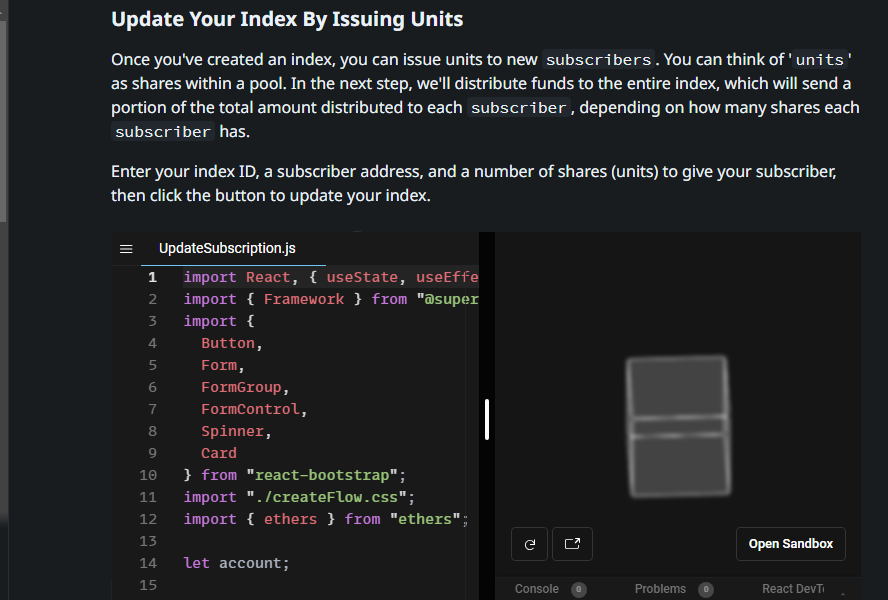 Update Your Index By Issuing Units
Once you've created an index, you can issue units to new subscribers. You can think of 'units'
as shares within a pool. In the next step, we'll distribute funds to the entire index, which will send a
portion of the total amount distributed to each subscriber, depending on how many shares each
subscriber has.
Enter your index ID, a subscriber address, and a number of shares (units) to give your subscriber,
then click the button to update your index.
UpdateSubscription.js
1 import React, { useState, useEffe
2 import { Framework } from "@super
3 import {
4 Button,
5 Form,
6 FormGroup,
7 FormControl,
8 Spinner,
9 Card
10 } from "react-bootstrap";
11 import "./createFlow.css";
12 import { ethers } from "ethers";
13
14 let account;
15
Open Sandbox
Console 0 Problems 0 React DevTo